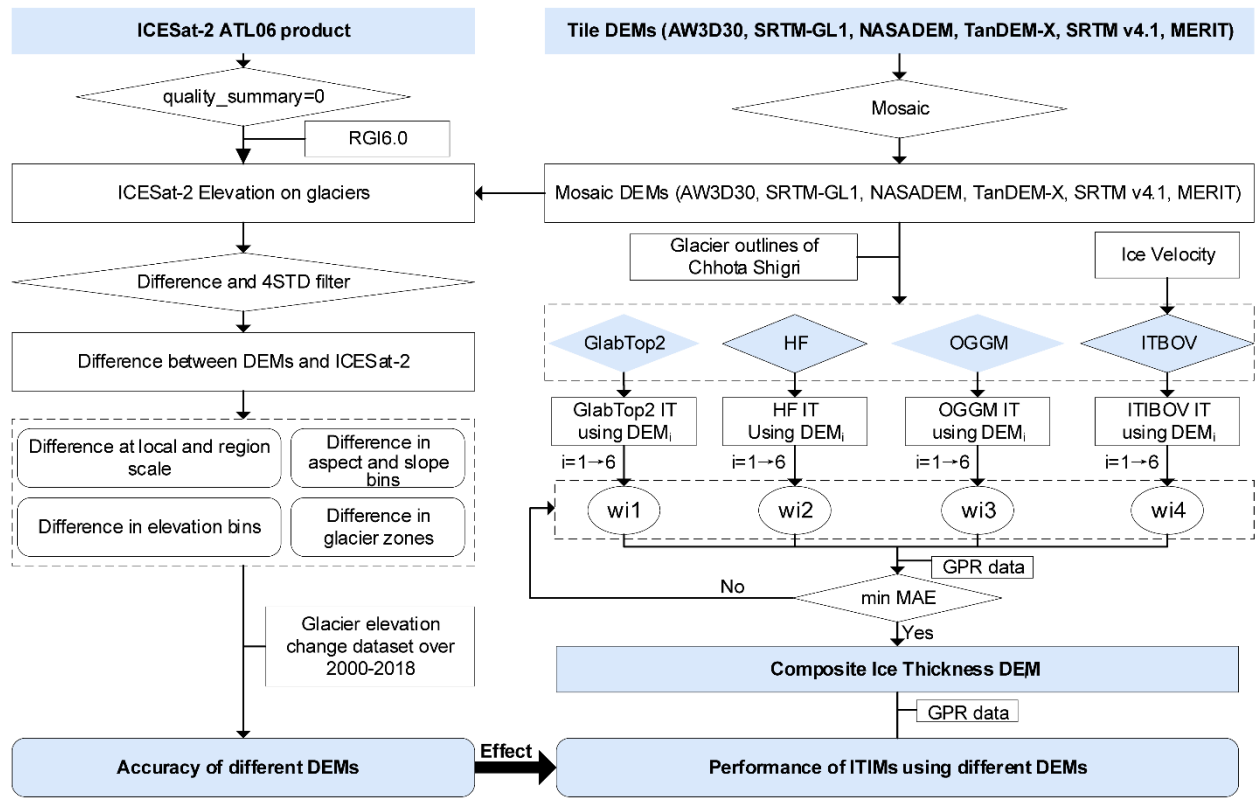 ICESat-2 ATL06 product
quality_summary=0
RGI6.0
ICESat-2 Elevation on glaciers
Difference and 4STD filter
Difference between DEMs and ICESat-2
Difference at local and region
scale
Difference in
aspect and slope
bins
Difference in elevation bins
Difference in
glacier zones
Glacier elevation
change dataset over
2000-2018
Accuracy of different DEMs
Effect
Tile DEMs (AW3D30, SRTM-GL1, NASADEM, TanDEM-X, SRTM v4.1, MERIT)
Mosaic
Mosaic DEMs (AW3D30, SRTM-GL1, NASADEM, TanDEM-X, SRTM v4.1, MERIT)
Glacier outlines of
Chhota Shigri
Ice Velocity
GlabTop2
HF
OGGM
ITBOV
GlabTop2 IT
using DEMi
HF IT
Using DEMi
OGGM IT
using DEMi
ITIBOV IT
using DEMi
i=1→6
i=1→6
i=1→6
i=1→6
wi1
wi2
wi3
wi4
GPR data
No
min MAE
Yes
Composite Ice Thickness DEMi
GPR data
Performance of ITIMs using different DEMs